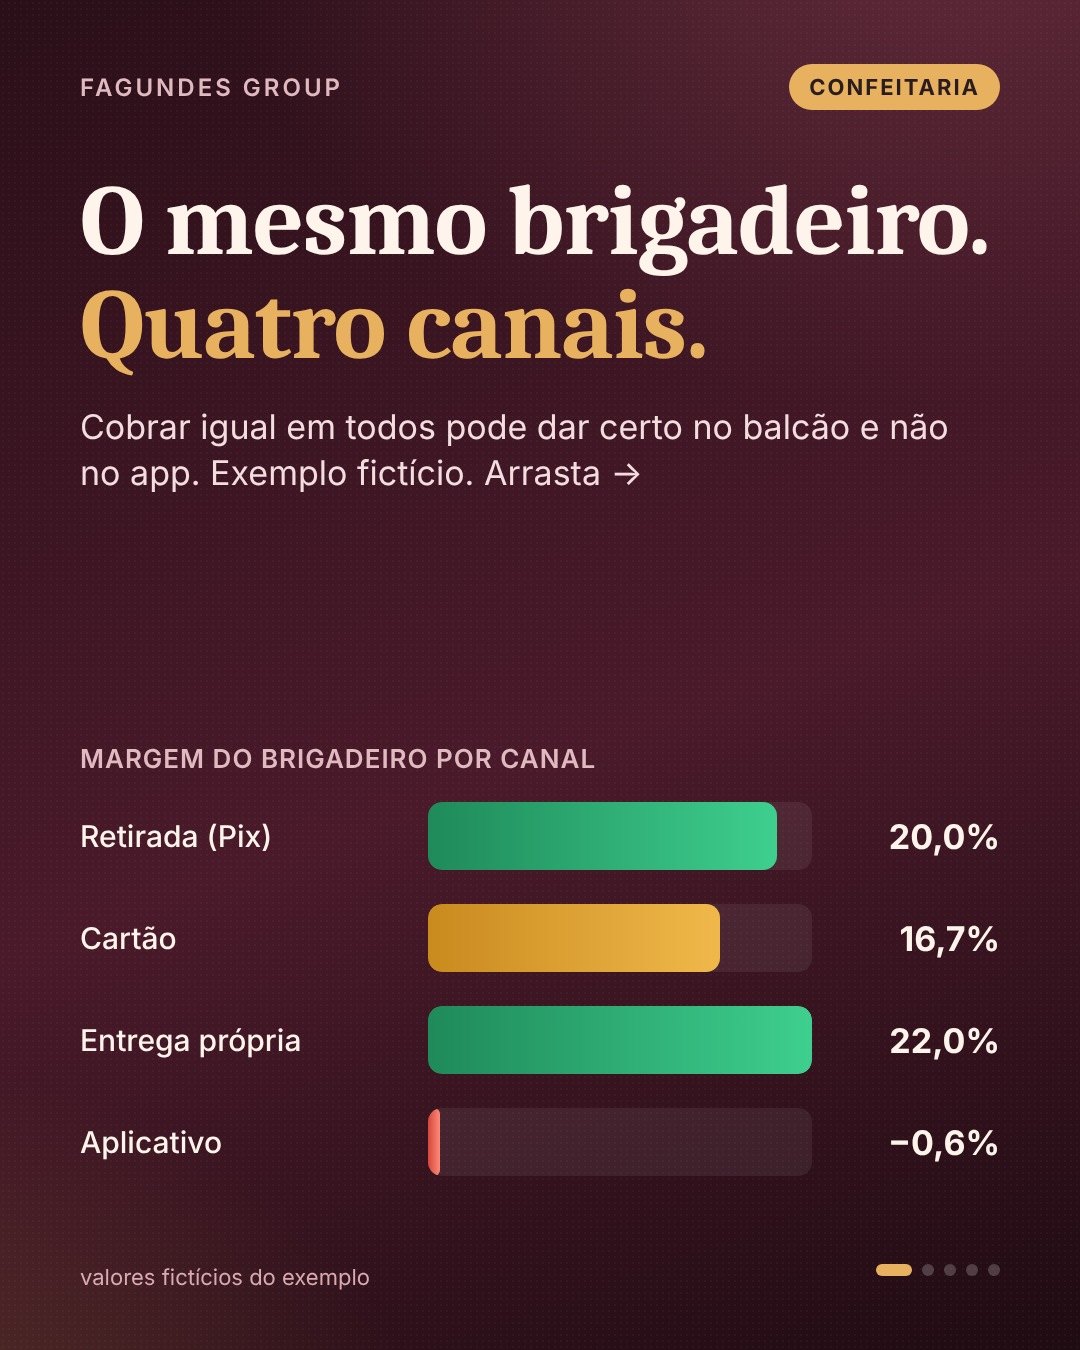 FAGUNDES GROUP
CONFEITARIA
O mesmo brigadeiro.
Quatro canais.
Cobrar igual em todos pode dar certo no balcão e não
no app. Exemplo fictício. Arrasta →
MARGEM DO BRIGADEIRO POR CANAL
Retirada (Pix) 20,0%
Cartão 16,7%
Entrega própria 22,0%
Aplicativo −0,6%
valores fictícios do exemplo